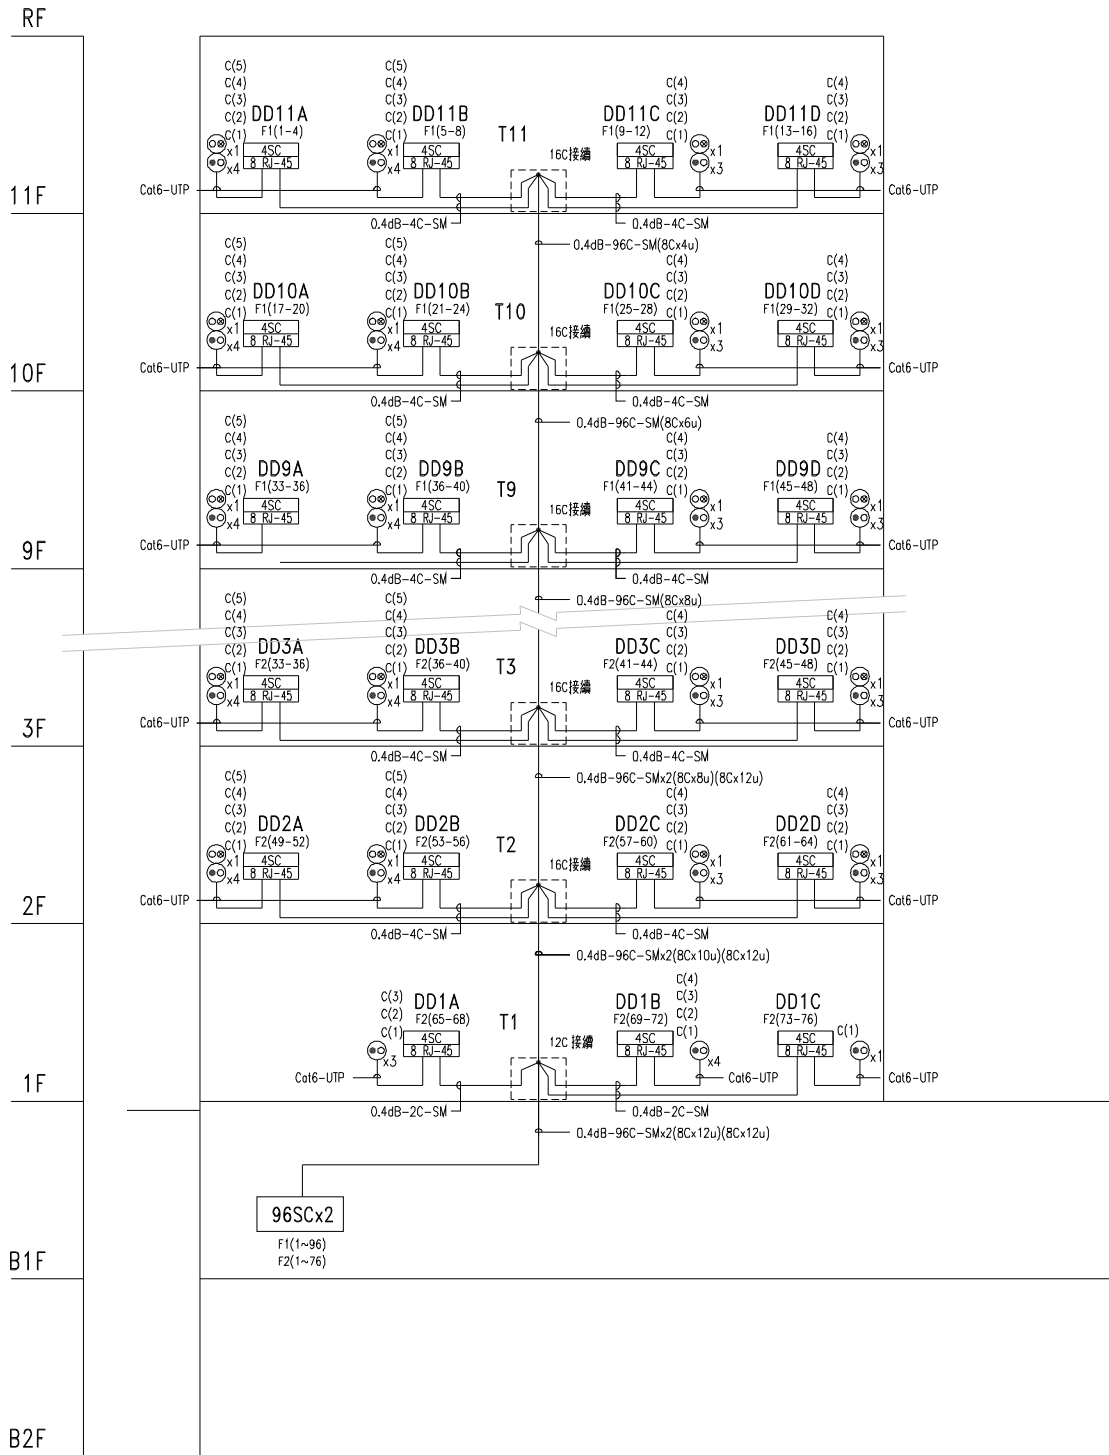 RF
C(5)
C(4)
C(3)
C(2)
C(1)
DD11A
F1(1-4)
4SC
8 RJ-45
x1
x4
C(5)
C(4)
C(3)
C(2)
C(1)
DD11B
F1(5-8)
4SC
8 RJ-45
x1
x4
T11
16C接續
C(4)
C(3)
C(2)
C(1)
DD11C
F1(9-12)
4SC
8 RJ-45
x1
x3
C(4)
C(3)
C(2)
C(1)
DD11D
F1(13-16)
4SC
8 RJ-45
x1
x3
Cat6-UTP
Cat6-UTP
11F
0.4dB-4C-SM
0.4dB-4C-SM
0.4dB-96C-SM(8Cx4u)
C(5)
C(4)
C(3)
C(2)
C(1)
DD10A
F1(17-20)
4SC
8 RJ-45
x1
x4
C(5)
C(4)
C(3)
C(2)
C(1)
DD10B
F1(21-24)
4SC
8 RJ-45
x1
x4
T10
16C接續
C(4)
C(3)
C(2)
C(1)
DD10C
F1(25-28)
4SC
8 RJ-45
x1
x3
C(4)
C(3)
C(2)
C(1)
DD10D
F1(29-32)
4SC
8 RJ-45
x1
x3
Cat6-UTP
Cat6-UTP
10F
0.4dB-4C-SM
0.4dB-4C-SM
0.4dB-96C-SM(8Cx6u)
C(5)
C(4)
C(3)
C(2)
C(1)
DD9A
F1(33-36)
4SC
8 RJ-45
x1
x4
C(5)
C(4)
C(3)
C(2)
C(1)
DD9B
F1(36-40)
4SC
8 RJ-45
x1
x4
T9
16C接續
C(4)
C(3)
C(2)
C(1)
DD9C
F1(41-44)
4SC
8 RJ-45
x1
x3
C(4)
C(3)
C(2)
C(1)
DD9D
F1(45-48)
4SC
8 RJ-45
x1
x3
Cat6-UTP
Cat6-UTP
9F
0.4dB-4C-SM
0.4dB-4C-SM
0.4dB-96C-SM(8Cx8u)
C(5)
C(4)
C(3)
C(2)
C(1)
DD3A
F2(33-36)
4SC
8 RJ-45
x1
x4
C(5)
C(4)
C(3)
C(2)
C(1)
DD3B
F2(36-40)
4SC
8 RJ-45
x1
x4
T3
16C接續
C(4)
C(3)
C(2)
C(1)
DD3C
F2(41-44)
4SC
8 RJ-45
x1
x3
C(4)
C(3)
C(2)
C(1)
DD3D
F2(45-48)
4SC
8 RJ-45
x1
x3
Cat6-UTP
Cat6-UTP
3F
0.4dB-4C-SM
0.4dB-4C-SM
0.4dB-96C-SMx2(8Cx8u)(8Cx12u)
C(5)
C(4)
C(3)
C(2)
C(1)
DD2A
F2(49-52)
4SC
8 RJ-45
x1
x4
C(5)
C(4)
C(3)
C(2)
C(1)
DD2B
F2(53-56)
4SC
8 RJ-45
x1
x4
T2
16C接續
C(4)
C(3)
C(2)
C(1)
DD2C
F2(57-60)
4SC
8 RJ-45
x1
x3
C(4)
C(3)
C(2)
C(1)
DD2D
F2(61-64)
4SC
8 RJ-45
x1
x3
Cat6-UTP
Cat6-UTP
2F
0.4dB-4C-SM
0.4dB-4C-SM
0.4dB-96C-SMx2(8Cx10u)(8Cx12u)
C(3)
C(2)
C(1)
DD1A
F2(65-68)
4SC
8 RJ-45
x3
T1
12C 接續
C(4)
C(3)
C(2)
C(1)
DD1B
F2(69-72)
4SC
8 RJ-45
x4
DD1C
F2(73-76)
C(1)
4SC
8 RJ-45
x1
Cat6-UTP
Cat6-UTP
Cat6-UTP
1F
0.4dB-2C-SM
0.4dB-2C-SM
0.4dB-96C-SMx2(8Cx12u)(8Cx12u)
96SCx2
F1(1~96)
F2(1~76)
B1F
B2F